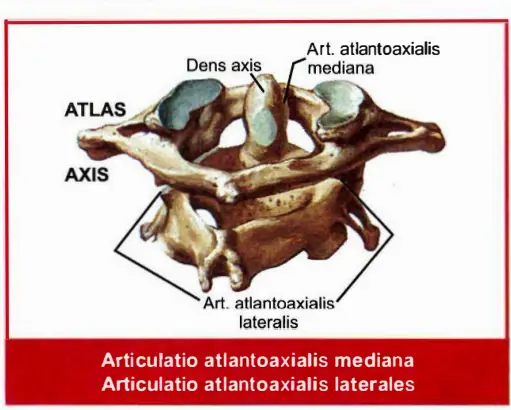 Art. atlantoaxialis
mediana
Dens axis
ATLAS
AXIS
Art. atlantoaxialis
lateralis
Articulatio atlantoaxialis mediana
Articulatio atlantoaxialis laterales